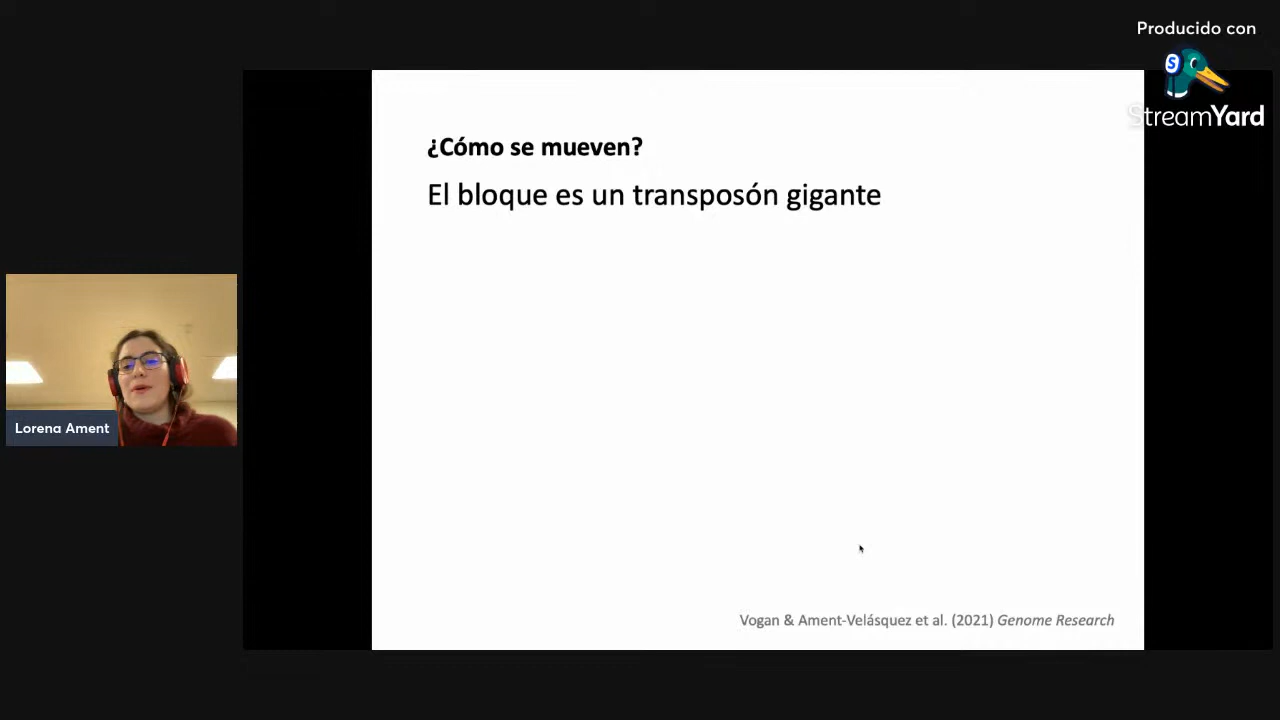 Producido con
S
StreamYard
¿Cómo se mueven?
El bloque es un transposón gigante
Lorena Ament
Vogan & Ament-Velásquez et al. (2021) Genome Research